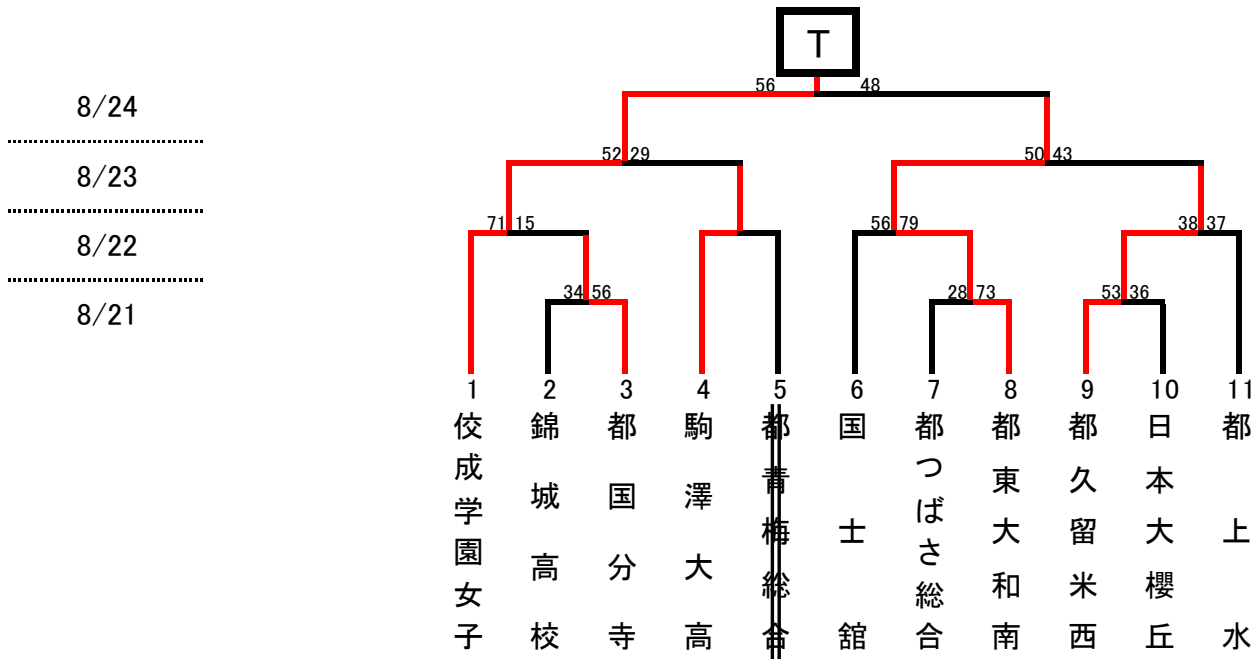 T
56 48
8/24
52 29
50 43
8/23
71 15
56 79
38 37
8/22
34 56
28 73
53 36
8/21
1 2 3 4 5 6 7 8 9 10 11
佼成学園女子
錦城高校
都国分寺
駒澤大高
都青梅総合
国士舘
都つばさ総合
都東大和南
都久留米西
日本大櫻丘
都上水